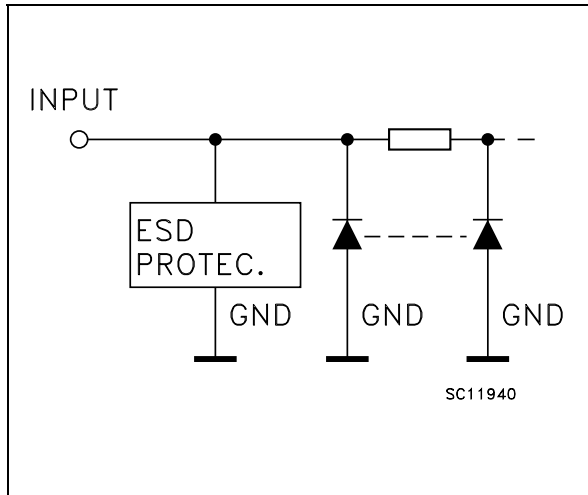 INPUT
ESD
PROTEC.
GND
GND
GND
SC11940